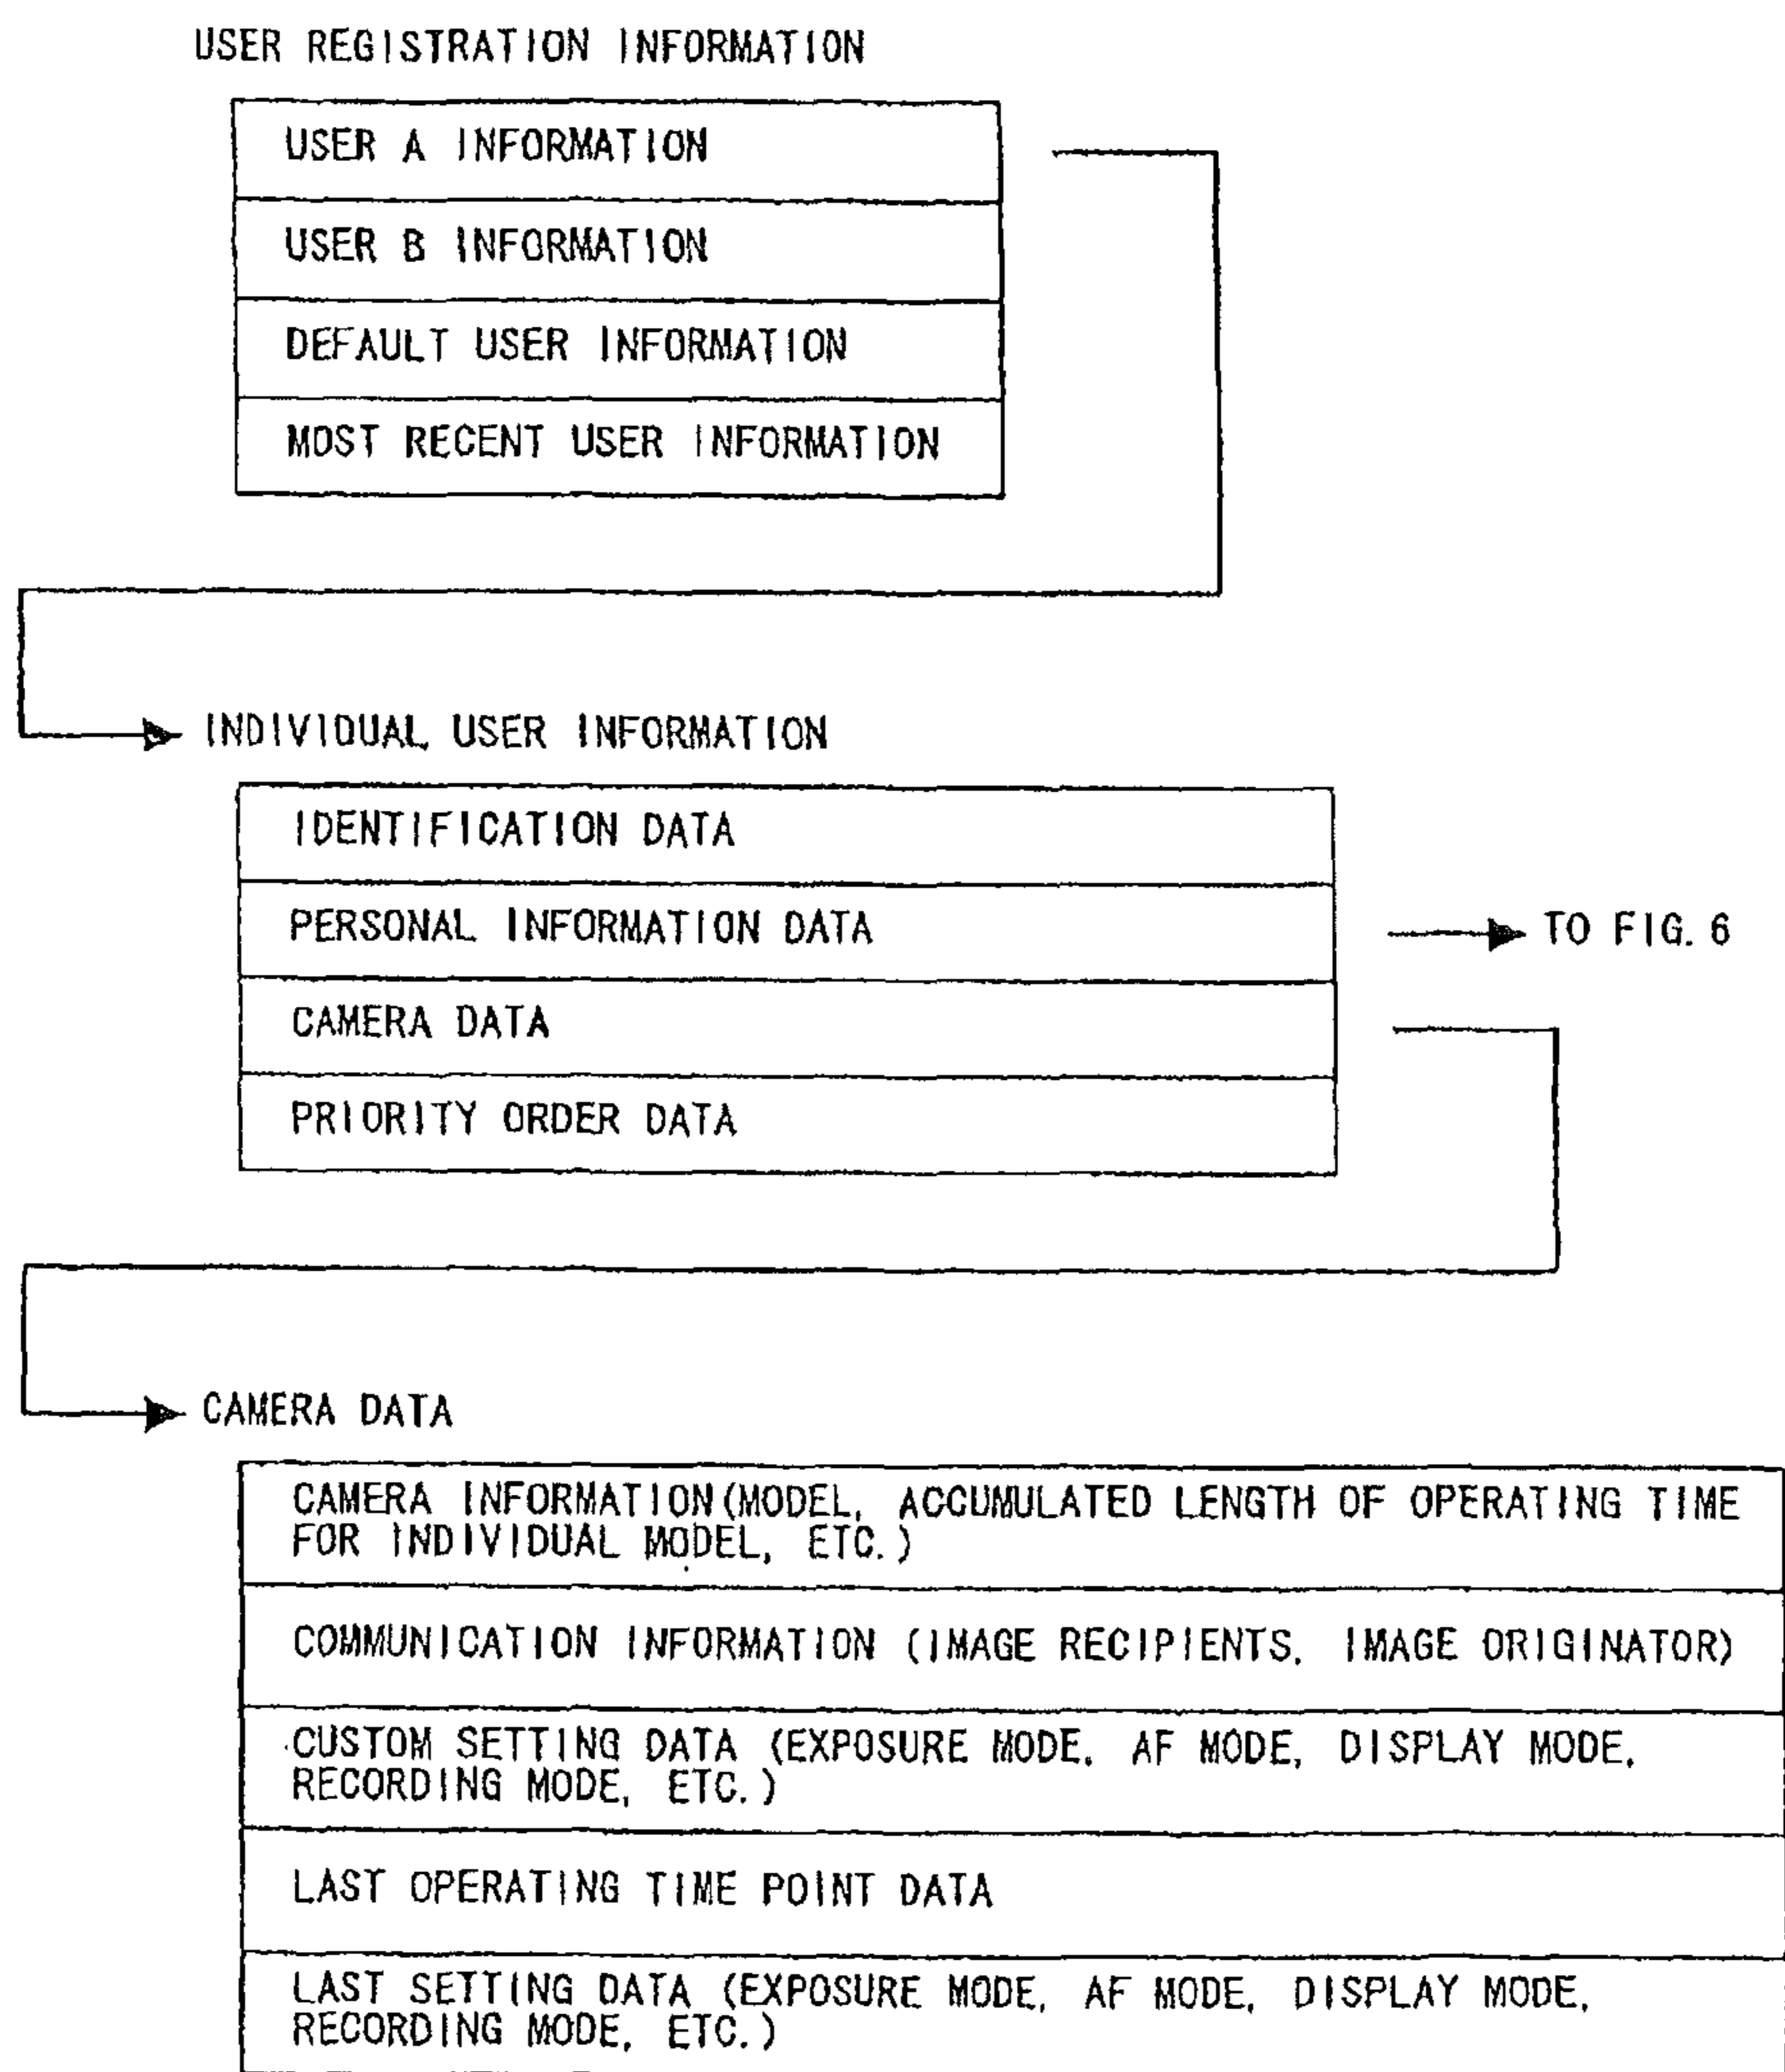 USER REGISTRATION INFORMATION
USER A INFORMATION
USER B INFORMATION
DEFAULT USER INFORMATION
MOST RECENT USER INFORMATION
INDIVIDUAL USER INFORMATION
IDENTIFICATION DATA
PERSONAL INFORMATION DATA
TO FIG. 6
CAMERA DATA
PRIORITY ORDER DATA
CAMERA DATA
CAMERA INFORMATION(MODEL, ACCUMULATED LENGTH OF OPERATING TIME
FOR INDIVIDUAL MODEL, ETC.)
COMMUNICATION INFORMATION (IMAGE RECIPIENTS, IMAGE ORIGINATOR)
CUSTOM SETTING DATA (EXPOSURE MODE, AF MODE, DISPLAY MODE,
RECORDING MODE, ETC.)
LAST OPERATING TIME POINT DATA
LAST SETTING DATA (EXPOSURE MODE, AF MODE, DISPLAY MODE,
RECORDING MODE, ETC.)